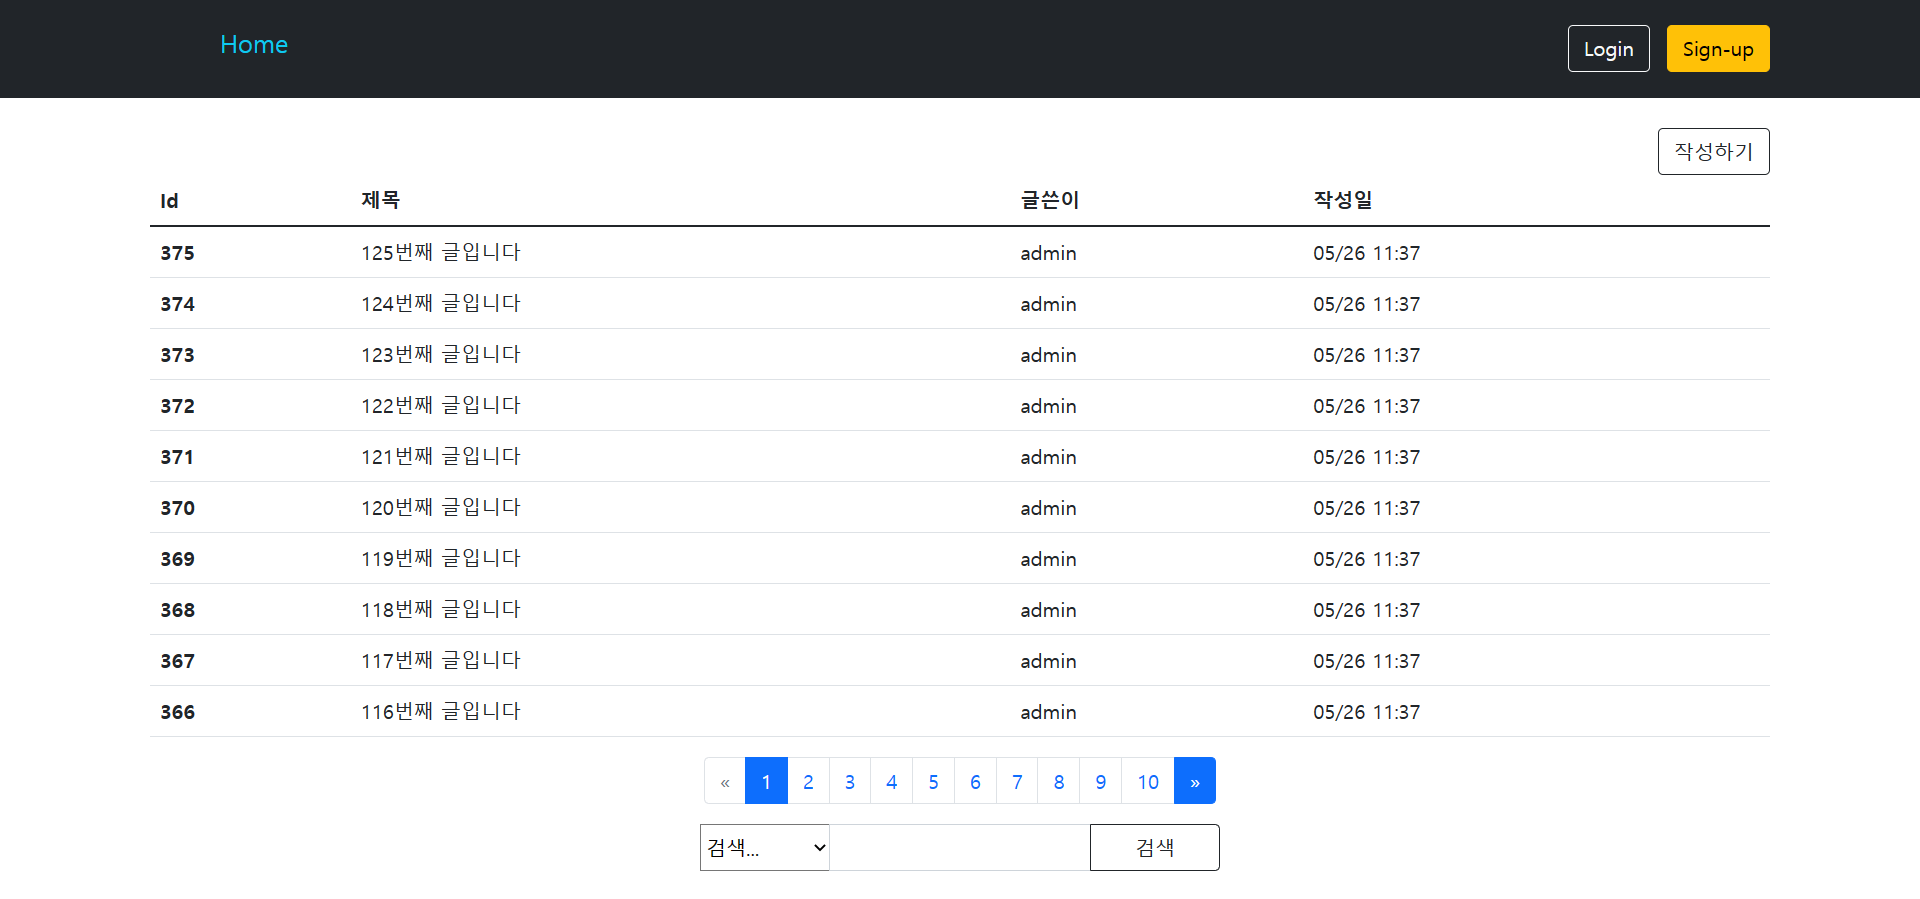 Home Login Sign-up
작성하기
Id 제목 글쓴이 작성일
375 125번째 글입니다 admin 05/26 11:37
374 124번째 글입니다 admin 05/26 11:37
373 123번째 글입니다 admin 05/26 11:37
372 122번째 글입니다 admin 05/26 11:37
371 121번째 글입니다 admin 05/26 11:37
370 120번째 글입니다 admin 05/26 11:37
369 119번째 글입니다 admin 05/26 11:37
368 118번째 글입니다 admin 05/26 11:37
367 117번째 글입니다 admin 05/26 11:37
366 116번째 글입니다 admin 05/26 11:37
« 1 2 3 4 5 6 7 8 9 10 »
검색... 검색